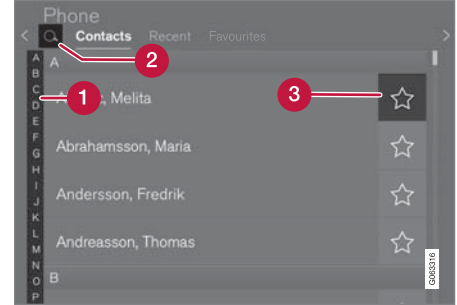 Phone
< Contacts Recent Favourites >
2
A A
B
C
1 , Melita 3
D
E
F Abrahamsson, Maria
G
H
I
J Andersson, Fredrik
K
L
M Andreasson, Thomas
N
O B
P
G063316